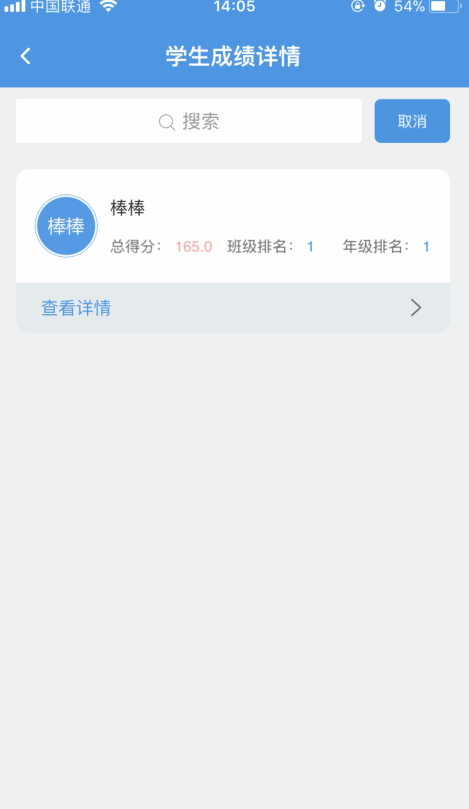 中国联通 14:05 54%
学生成绩详情
搜索 取消
棒棒 棒棒
总得分： 165.0 班级排名： 1 年级排名： 1
查看详情